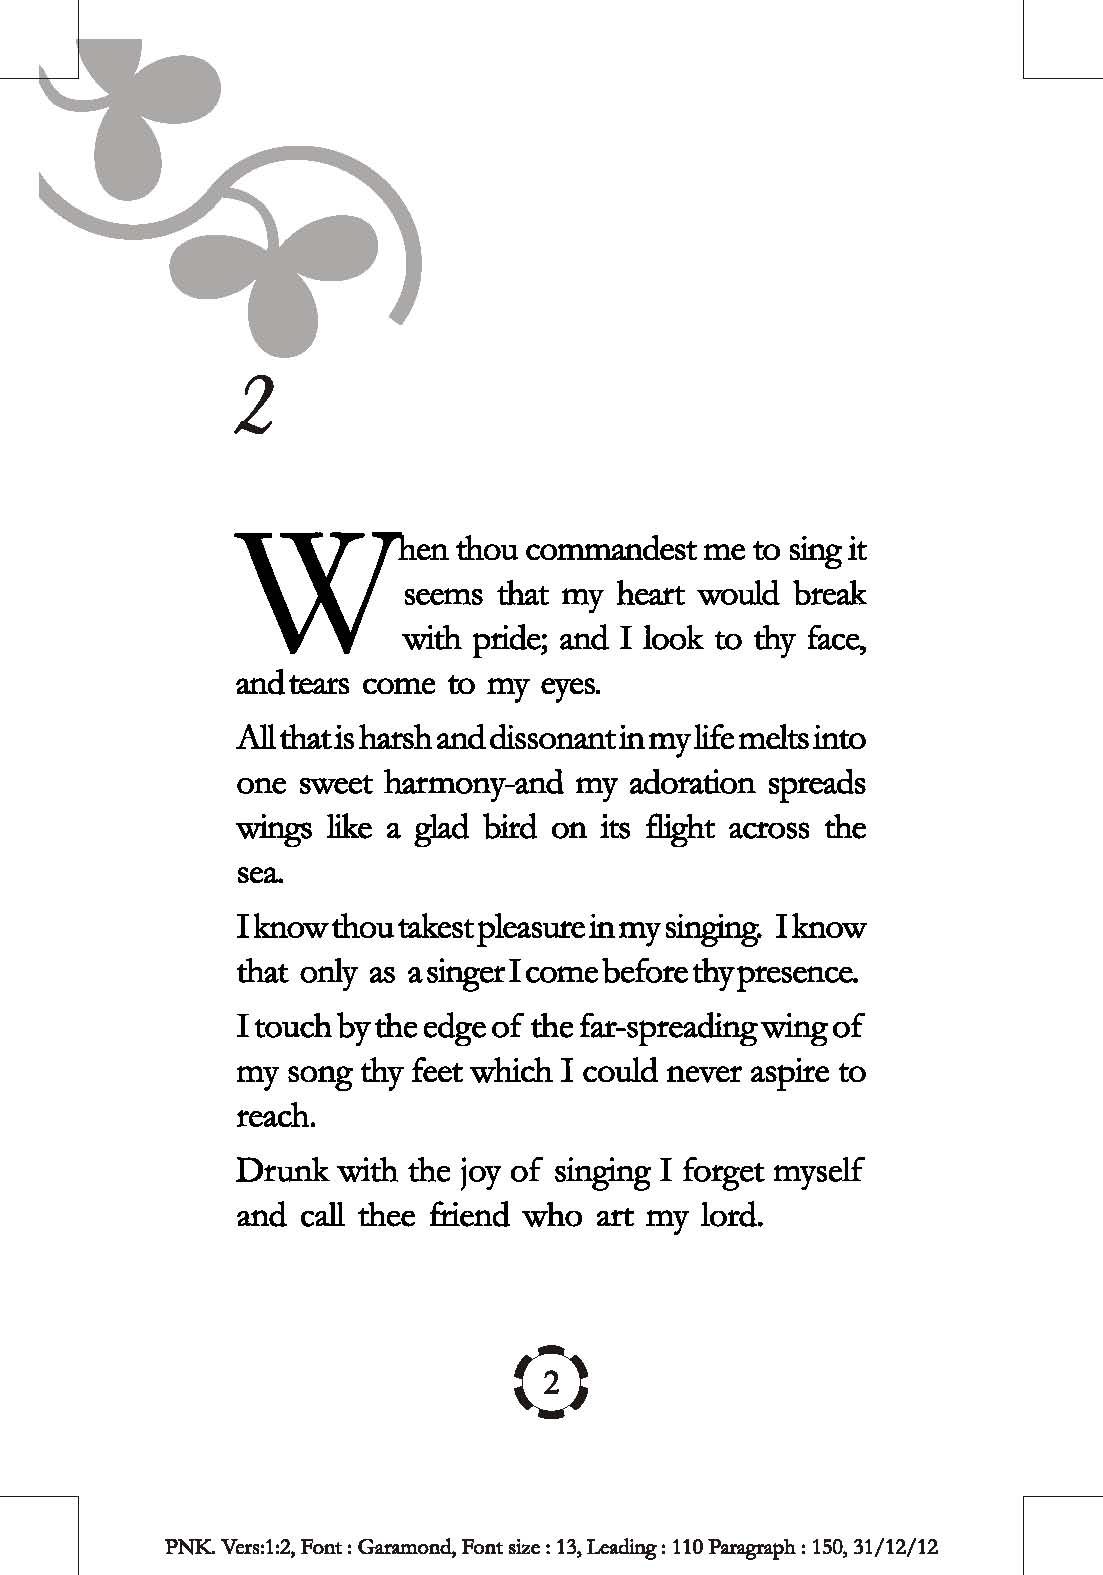 2
When thou commandest me to sing it
seems that my heart would break
with pride; and I look to thy face,
and tears come to my eyes.
All that is harsh and dissonant in my life melts into
one sweet harmony-and my adoration spreads
wings like a glad bird on its flight across the
sea.
I know thou takest pleasure in my singing. I know
that only as a singer I come before thy presence.
I touch by the edge of the far-spreading wing of
my song thy feet which I could never aspire to
reach.
Drunk with the joy of singing I forget myself
and call thee friend who art my lord.
2
PNK. Vers:1:2, Font : Garamond, Font size : 13, Leading : 110 Paragraph : 150, 31/12/12